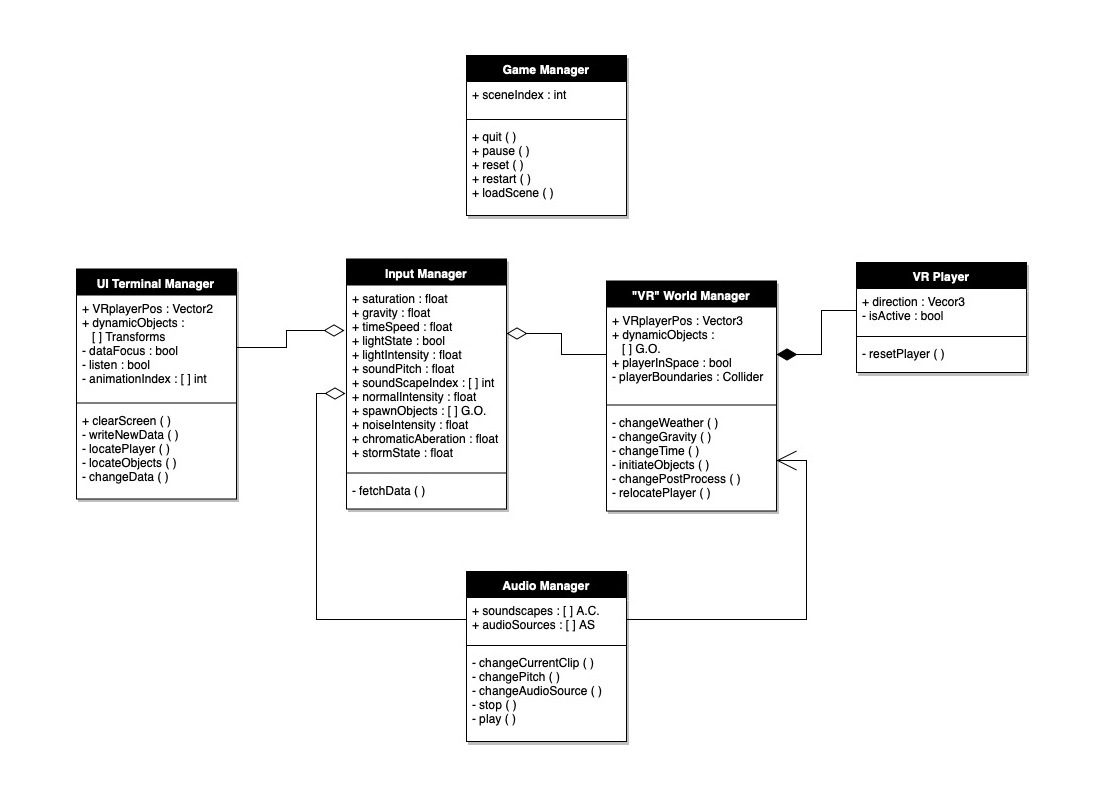 Game Manager
+ sceneIndex : int
+ quit ( )
+ pause ( )
+ reset ( )
+ restart ( )
+ loadScene ( )
UI Terminal Manager
+ VRplayerPos : Vector2
+ dynamicObjects :
[ ] Transforms
- dataFocus : bool
- listen : bool
- animationIndex : [ ] int
+ clearScreen ( )
- writeNewData ( )
- locatePlayer ( )
- locateObjects ( )
- changeData ( )
Input Manager
+ saturation : float
+ gravity : float
+ timeSpeed : float
+ lightState : bool
+ lightIntensity : float
+ soundPitch : float
+ soundScapeIndex : [ ] int
+ normalIntensity : float
+ spawnObjects : [ ] G.O.
+ noiseIntensity : float
+ chromaticAberation : float
+ stormState : float
- fetchData ( )
"VR" World Manager
+ VRplayerPos : Vector3
+ dynamicObjects :
[ ] G.O.
+ playerInSpace : bool
- playerBoundaries : Collider
- changeWeather ( )
- changeGravity ( )
- changeTime ( )
- initiateObjects ( )
- changePostProcess ( )
- relocatePlayer ( )
VR Player
+ direction : Vecor3
- isActive : bool
- resetPlayer ( )
Audio Manager
+ soundscapes : [ ] A.C.
+ audioSources : [ ] AS
- changeCurrentClip ( )
- changePitch ( )
- changeAudioSource ( )
- stop ( )
- play ( )